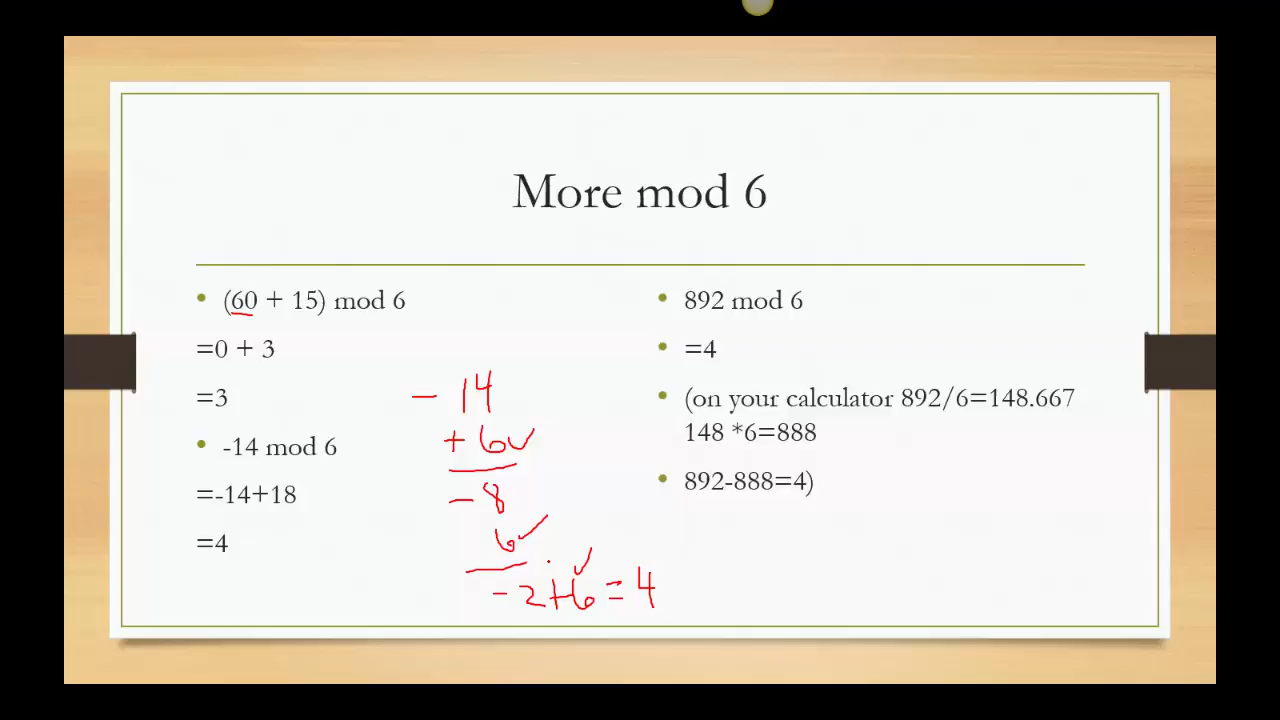 More mod 6
(60 + 15) mod 6
=0 + 3
=3
-14 mod 6
=-14+18
=4
- 14
+ 6✓
- 8
6✓
- 2+6 = 4
✓
892 mod 6
=4
(on your calculator 892/6=148.667
148 *6=888
892-888=4)